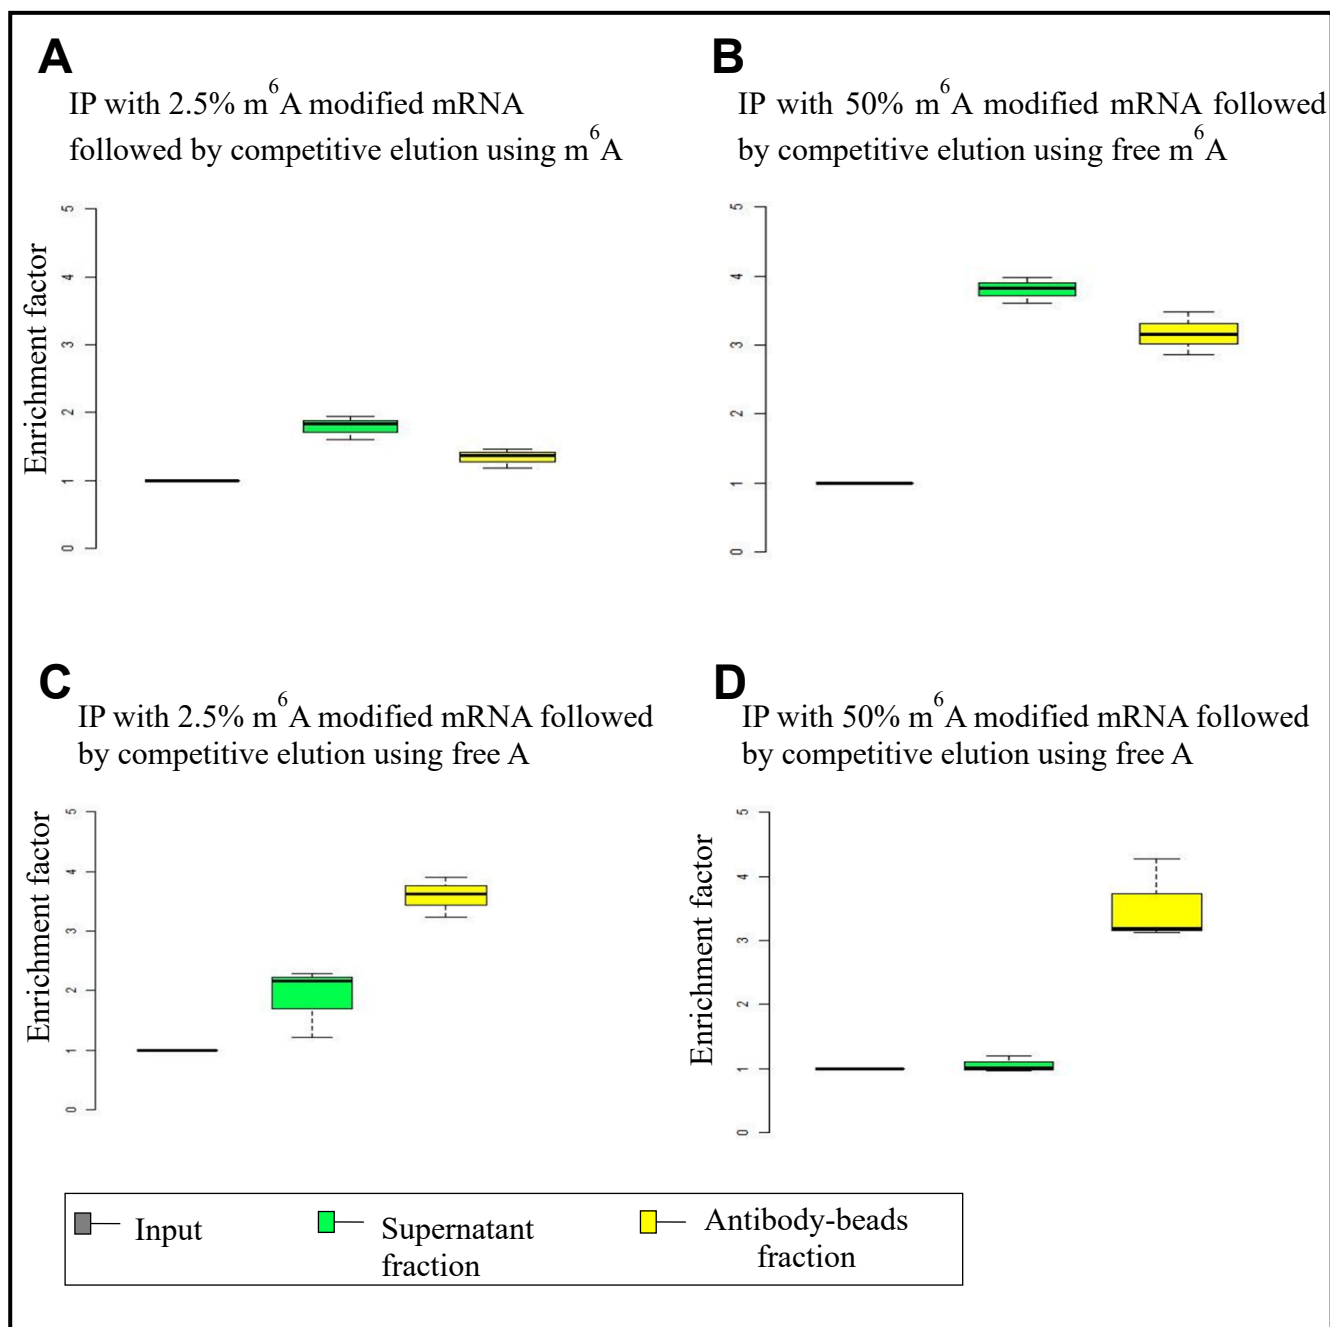 A
IP with 2.5% m⁶A modified mRNA
followed by competitive elution using m⁶A
Enrichment factor
5
4
3
2
1
0
B
IP with 50% m⁶A modified mRNA followed
by competitive elution using free m⁶A
5
4
3
2
1
0
C
IP with 2.5% m⁶A modified mRNA followed
by competitive elution using free A
Enrichment factor
5
4
3
2
1
0
D
IP with 50% m⁶A modified mRNA followed
by competitive elution using free A
Enrichment factor
5
4
3
2
1
0
Input
Supernatant
fraction
Antibody-beads
fraction